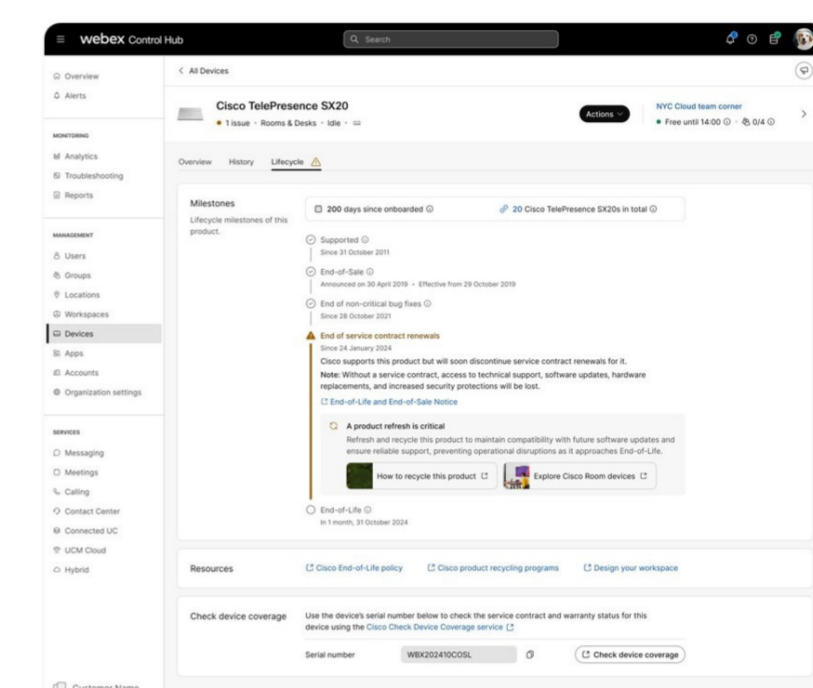 webex Control Hub
Search
Overview
Alerts
MONITORING
Analytics
Troubleshooting
Reports
MANAGEMENT
Users
Groups
Locations
Workspaces
Devices
Apps
Accounts
Organization settings
SERVICES
Messaging
Meetings
Calling
Contact Center
Connected UC
UCM Cloud
Hybrid
Customer Name
< All Devices
Cisco TelePresence SX20
1 issue · Rooms & Desks · Idle ·
Actions
NYC Cloud team corner
Free until 14:00 · 0/4
Overview History Lifecycle
Milestones
Lifecycle milestones of this
product.
200 days since onboarded
20 Cisco TelePresence SX20s in total
Supported
Since 31 October 2011
End-of-Sale
Announced on 30 April 2019 • Effective from 29 October 2019
End of non-critical bug fixes
Since 28 October 2021
End of service contract renewals
Since 24 January 2024
Cisco supports this product but will soon discontinue service contract renewals for it.
Note: Without a service contract, access to technical support, software updates, hardware
replacements, and increased security protections will be lost.
End-of-Life and End-of-Sale Notice
A product refresh is critical
Refresh and recycle this product to maintain compatibility with future software updates and
ensure reliable support, preventing operational disruptions as it approaches End-of-Life.
How to recycle this product
Explore Cisco Room devices
End-of-Life
In 1 month, 31 October 2024
Resources
Cisco End-of-Life policy
Cisco product recycling programs
Design your workspace
Check device coverage
Use the device's serial number below to check the service contract and warranty status for this
device using the Cisco Check Device Coverage service
Serial number
WBX202410COSL
Check device coverage